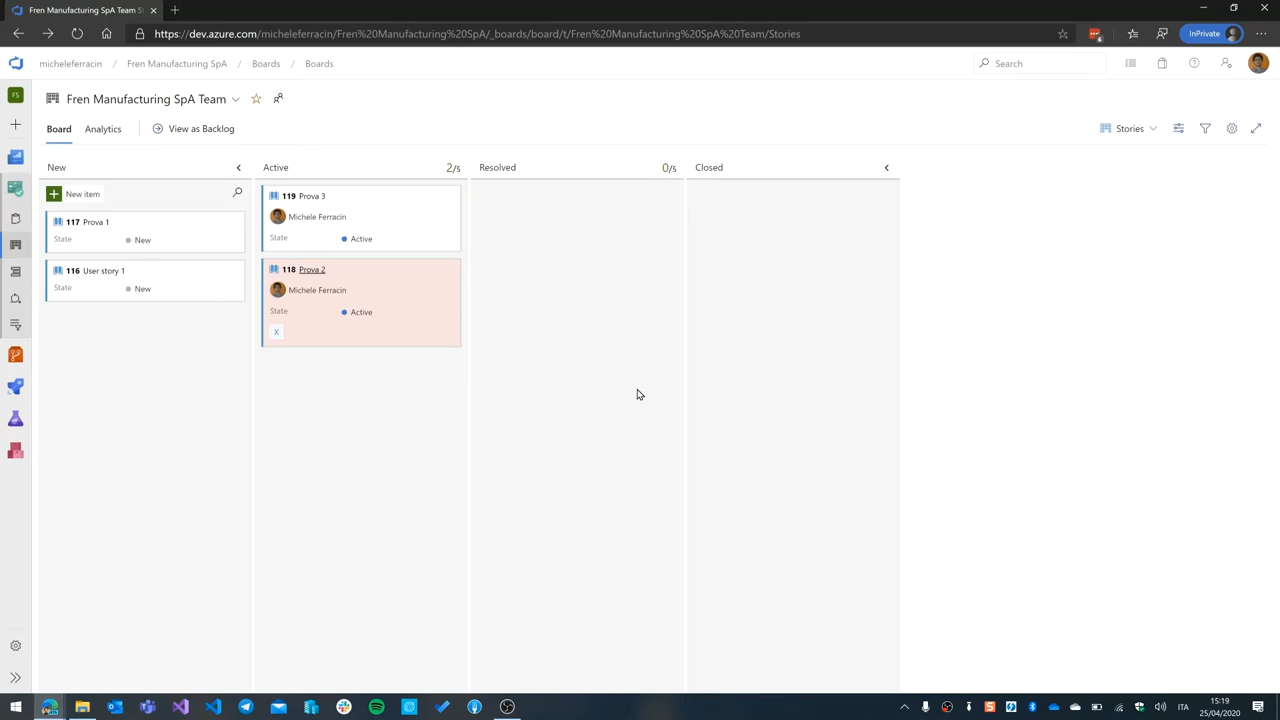 Fren Manufacturing SpA Team St
https://dev.azure.com/micheleferracin/Fren%20Manufacturing%20SpA/_boards/board/t/Fren%20Manufacturing%20SpA%20Team/Stories
6
InPrivate
micheleferracin / Fren Manufacturing SpA / Boards / Boards
Search
FS
Fren Manufacturing SpA Team
Board Analytics View as Backlog
Stories
New
Active 2/5
Resolved 0/5
Closed
New item
117 Prova 1
State New
116 User story 1
State New
119 Prova 3
Michele Ferracin
State Active
118 Prova 2
Michele Ferracin
State Active
X
ITA
15:19
25/04/2020